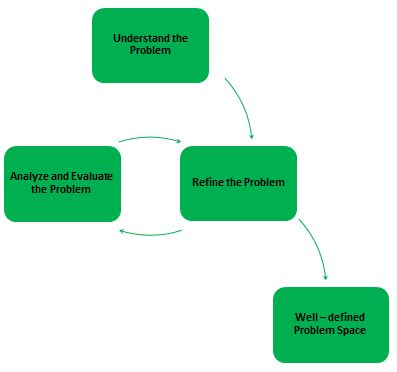 Understand the
Problem
Analyze and Evaluate
the Problem
Refine the Problem
Well – defined
Problem Space